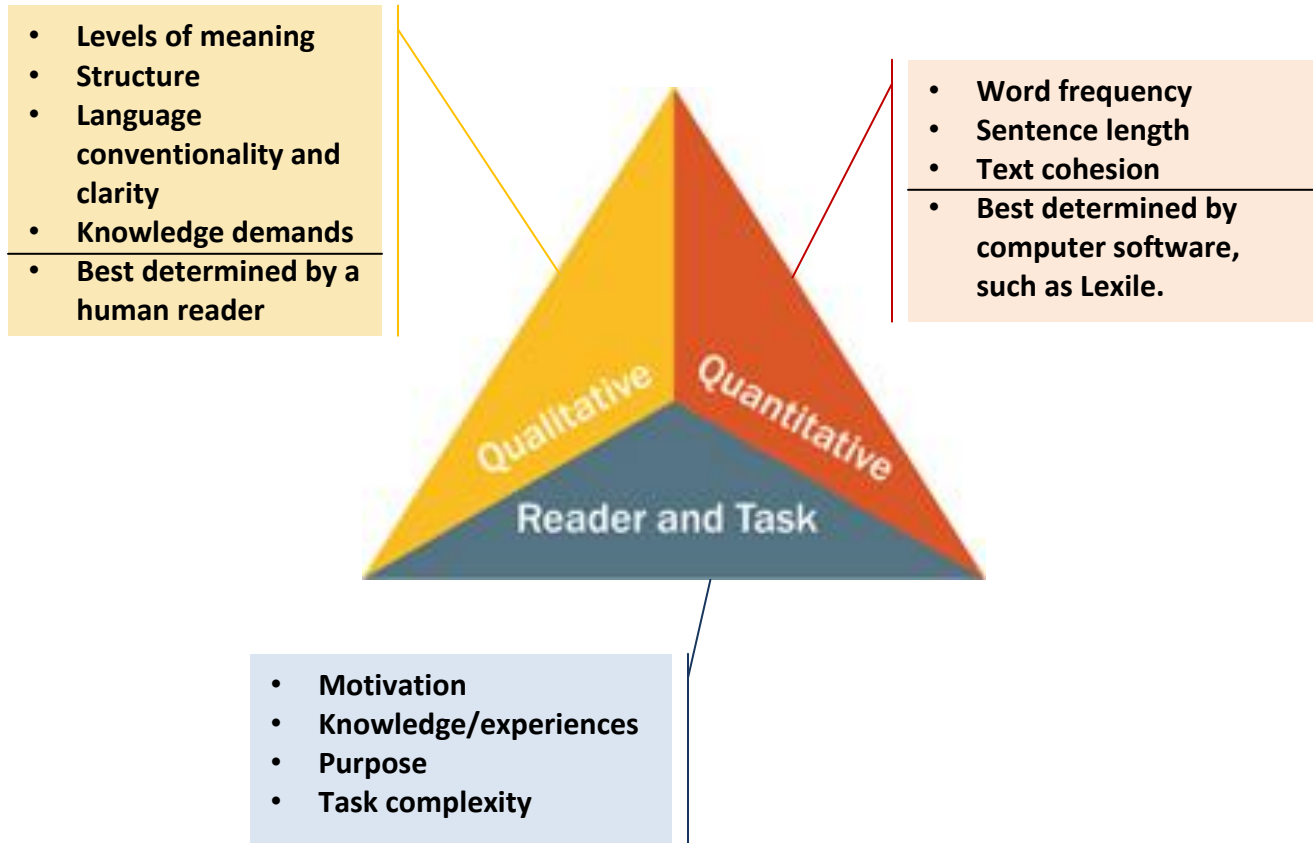 • Levels of meaning
• Structure
• Language
conventionality and
clarity
• Knowledge demands
• Best determined by a
human reader
• Word frequency
• Sentence length
• Text cohesion
• Best determined by
computer software,
such as Lexile.
Qualitative
Quantitative
Reader and Task
• Motivation
• Knowledge/experiences
• Purpose
• Task complexity